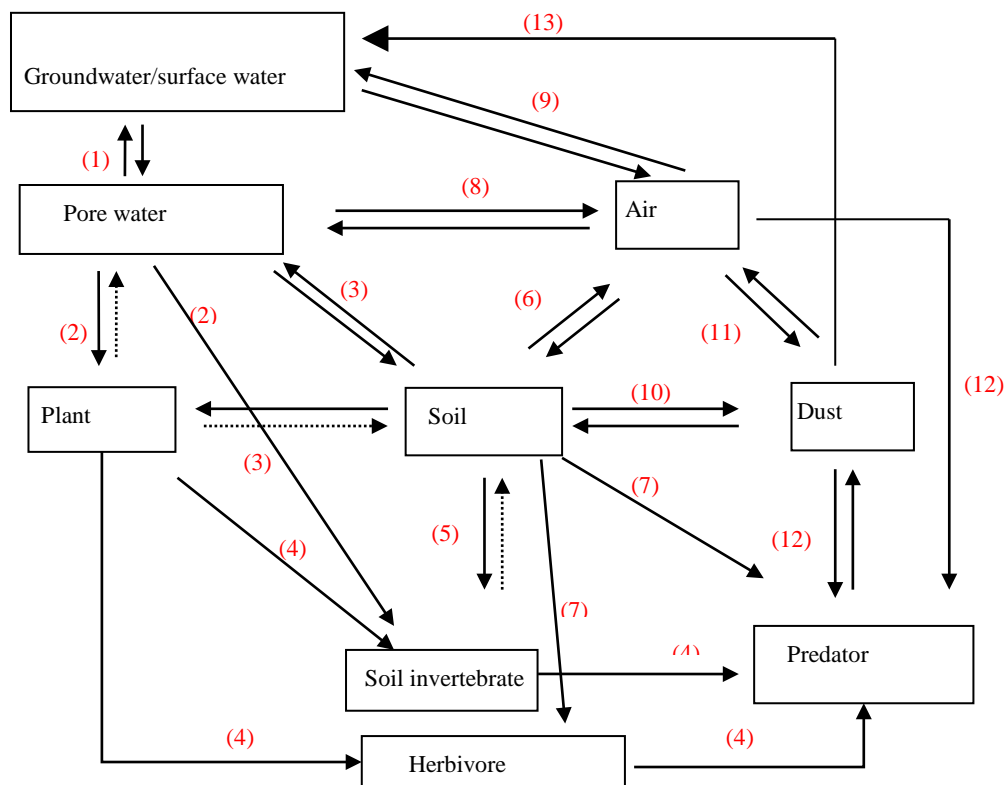 (13)
Groundwater/surface water
(9)
(1)
(8)
Pore water
Air
(3)
(6)
(2)
(2)
(11)
(12)
(10)
Plant
Soil
Dust
(3)
(7)
(5)
(12)
(4)
(7)
(4)
Predator
Soil invertebrate
(4)
(4)
Herbivore